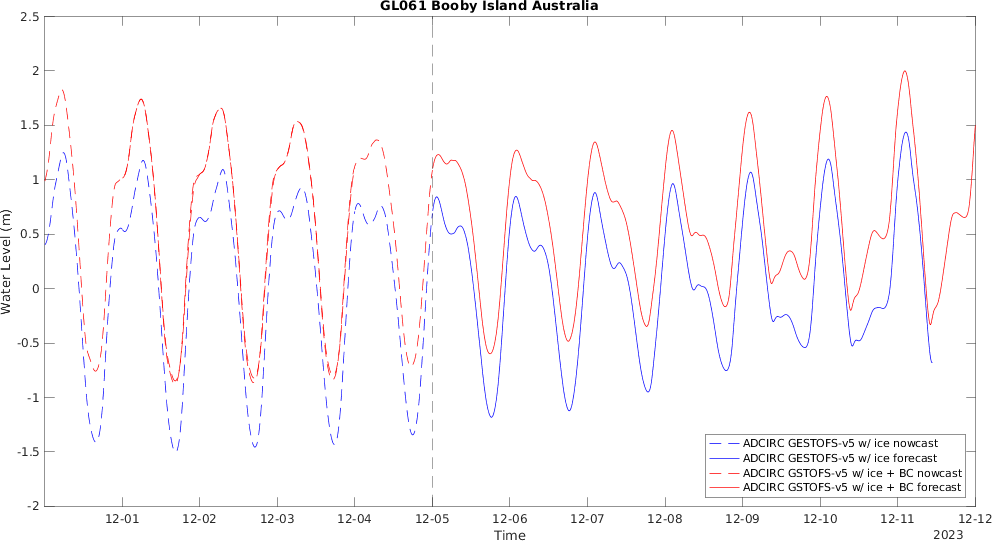 GL061 Booby Island Australia
2.5
2
1.5
1
0.5
0
-0.5
-1
-1.5
-2
Water Level (m)
ADCIRC GESTOFS-v5 w/ ice nowcast
ADCIRC GESTOFS-v5 w/ ice forecast
ADCIRC GSTOFS-v5 w/ ice + BC nowcast
ADCIRC GSTOFS-v5 w/ ice + BC forecast
12-01 12-02 12-03 12-04 12-05 12-06 12-07 12-08 12-09 12-10 12-11 12-12
Time
2023